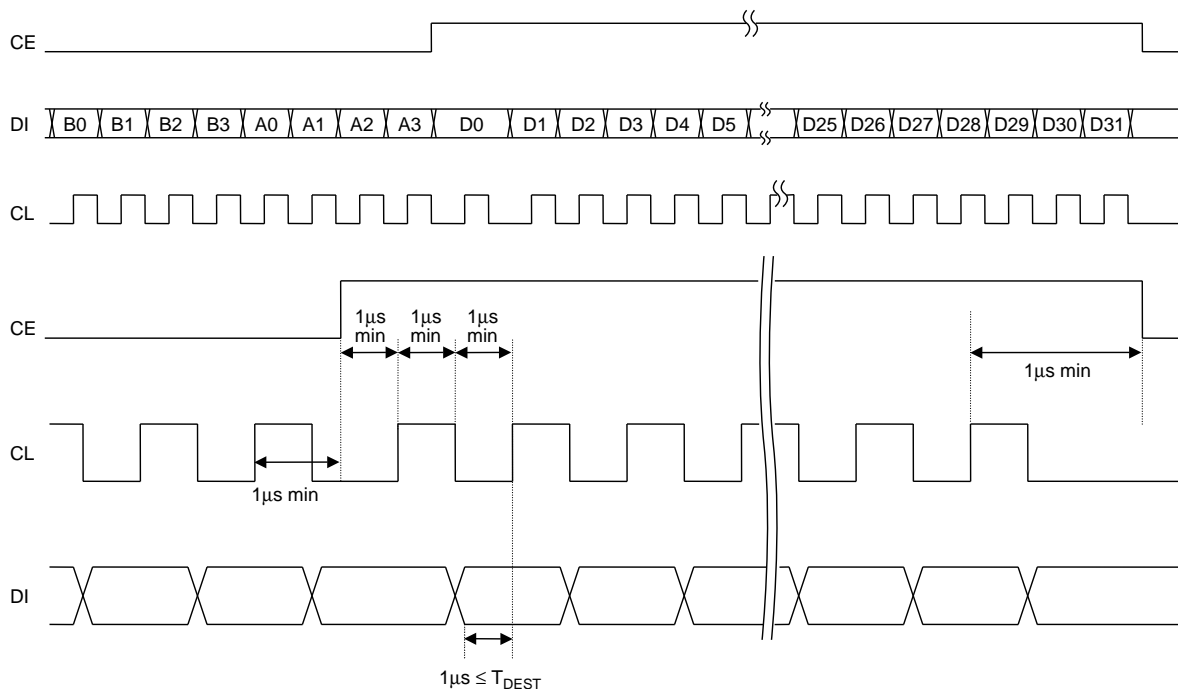 CE
DI B0 B1 B2 B3 A0 A1 A2 A3 D0 D1 D2 D3 D4 D5 D25 D26 D27 D28 D29 D30 D31
CL
CE
1μs min
1μs min
1μs min
1μs min
CL
1μs min
DI
1μs ≤ TDEST